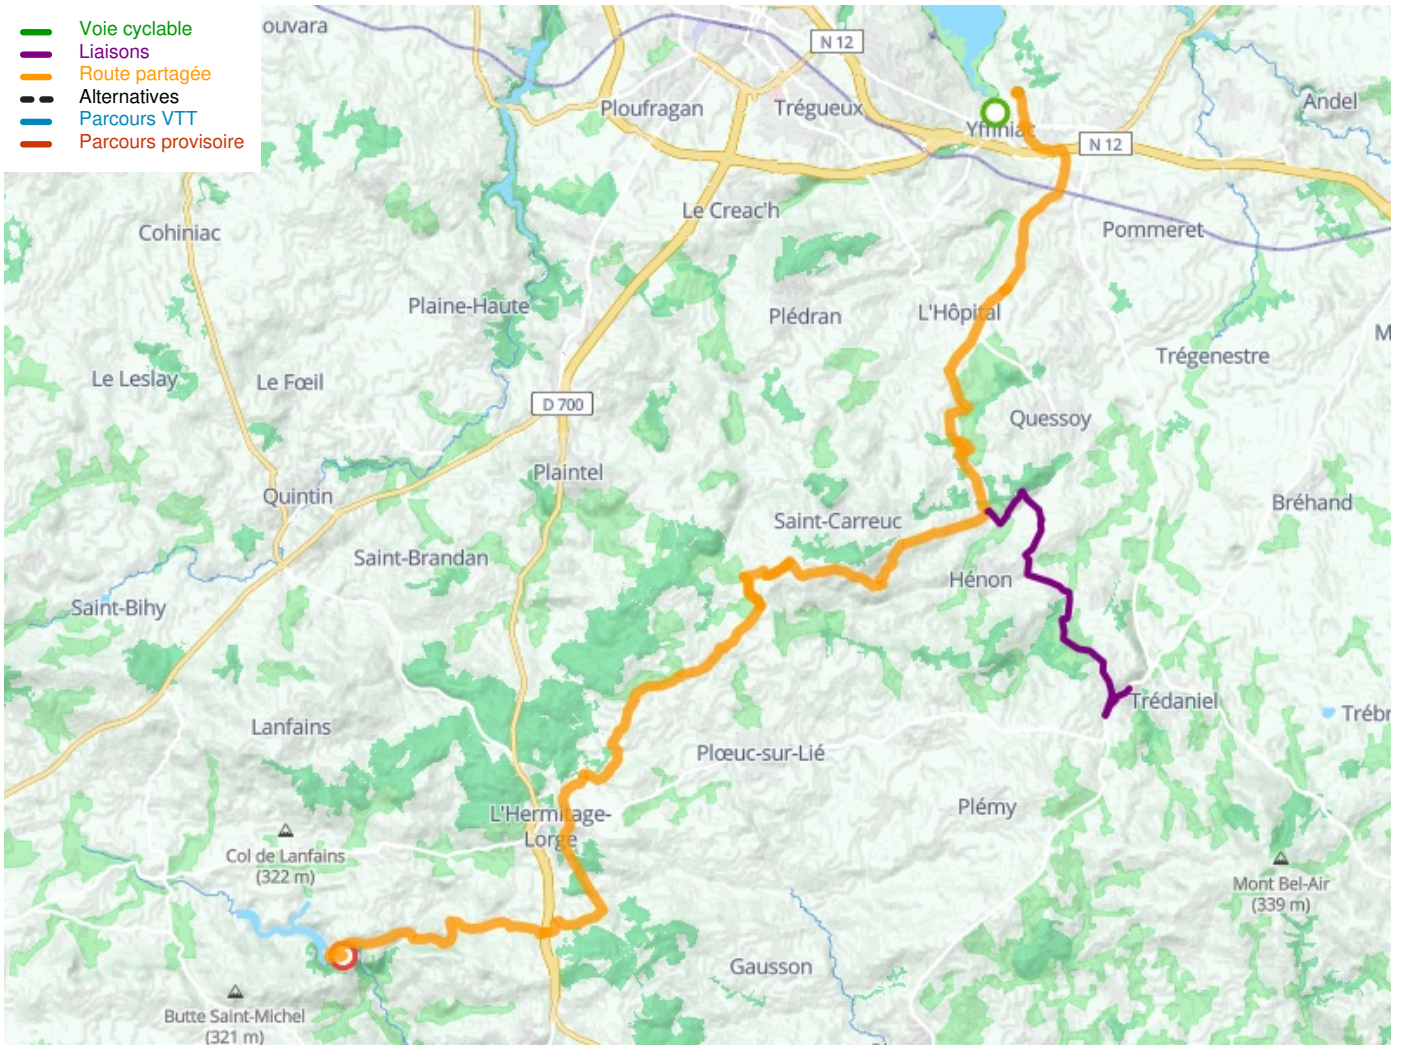 Voie cyclable
Liaisons
Route partagée
Alternatives
Parcours VTT
Parcours provisoire
ouvara
N 12
Ploufragan
Trégueux
Yffiniac
N 12
Andel
Le Creac'h
Cohiniac
Pommeret
Plaine-Haute
Plédran
L'Hôpital
M
Trégenestre
Le Leslay
Le Fœil
D 700
Quessoy
Plaintel
Quintin
Bréhand
Saint-Carreuc
Saint-Brandan
Hénon
Saint-Bihy
Trédaniel
Trébr
Lanfains
Plœuc-sur-Lié
Plémy
L'Hermitage-
Lorge
Col de Lanfains
(322 m)
Mont Bel-Air
(339 m)
Gausson
Butte Saint-Michel
(321 m)